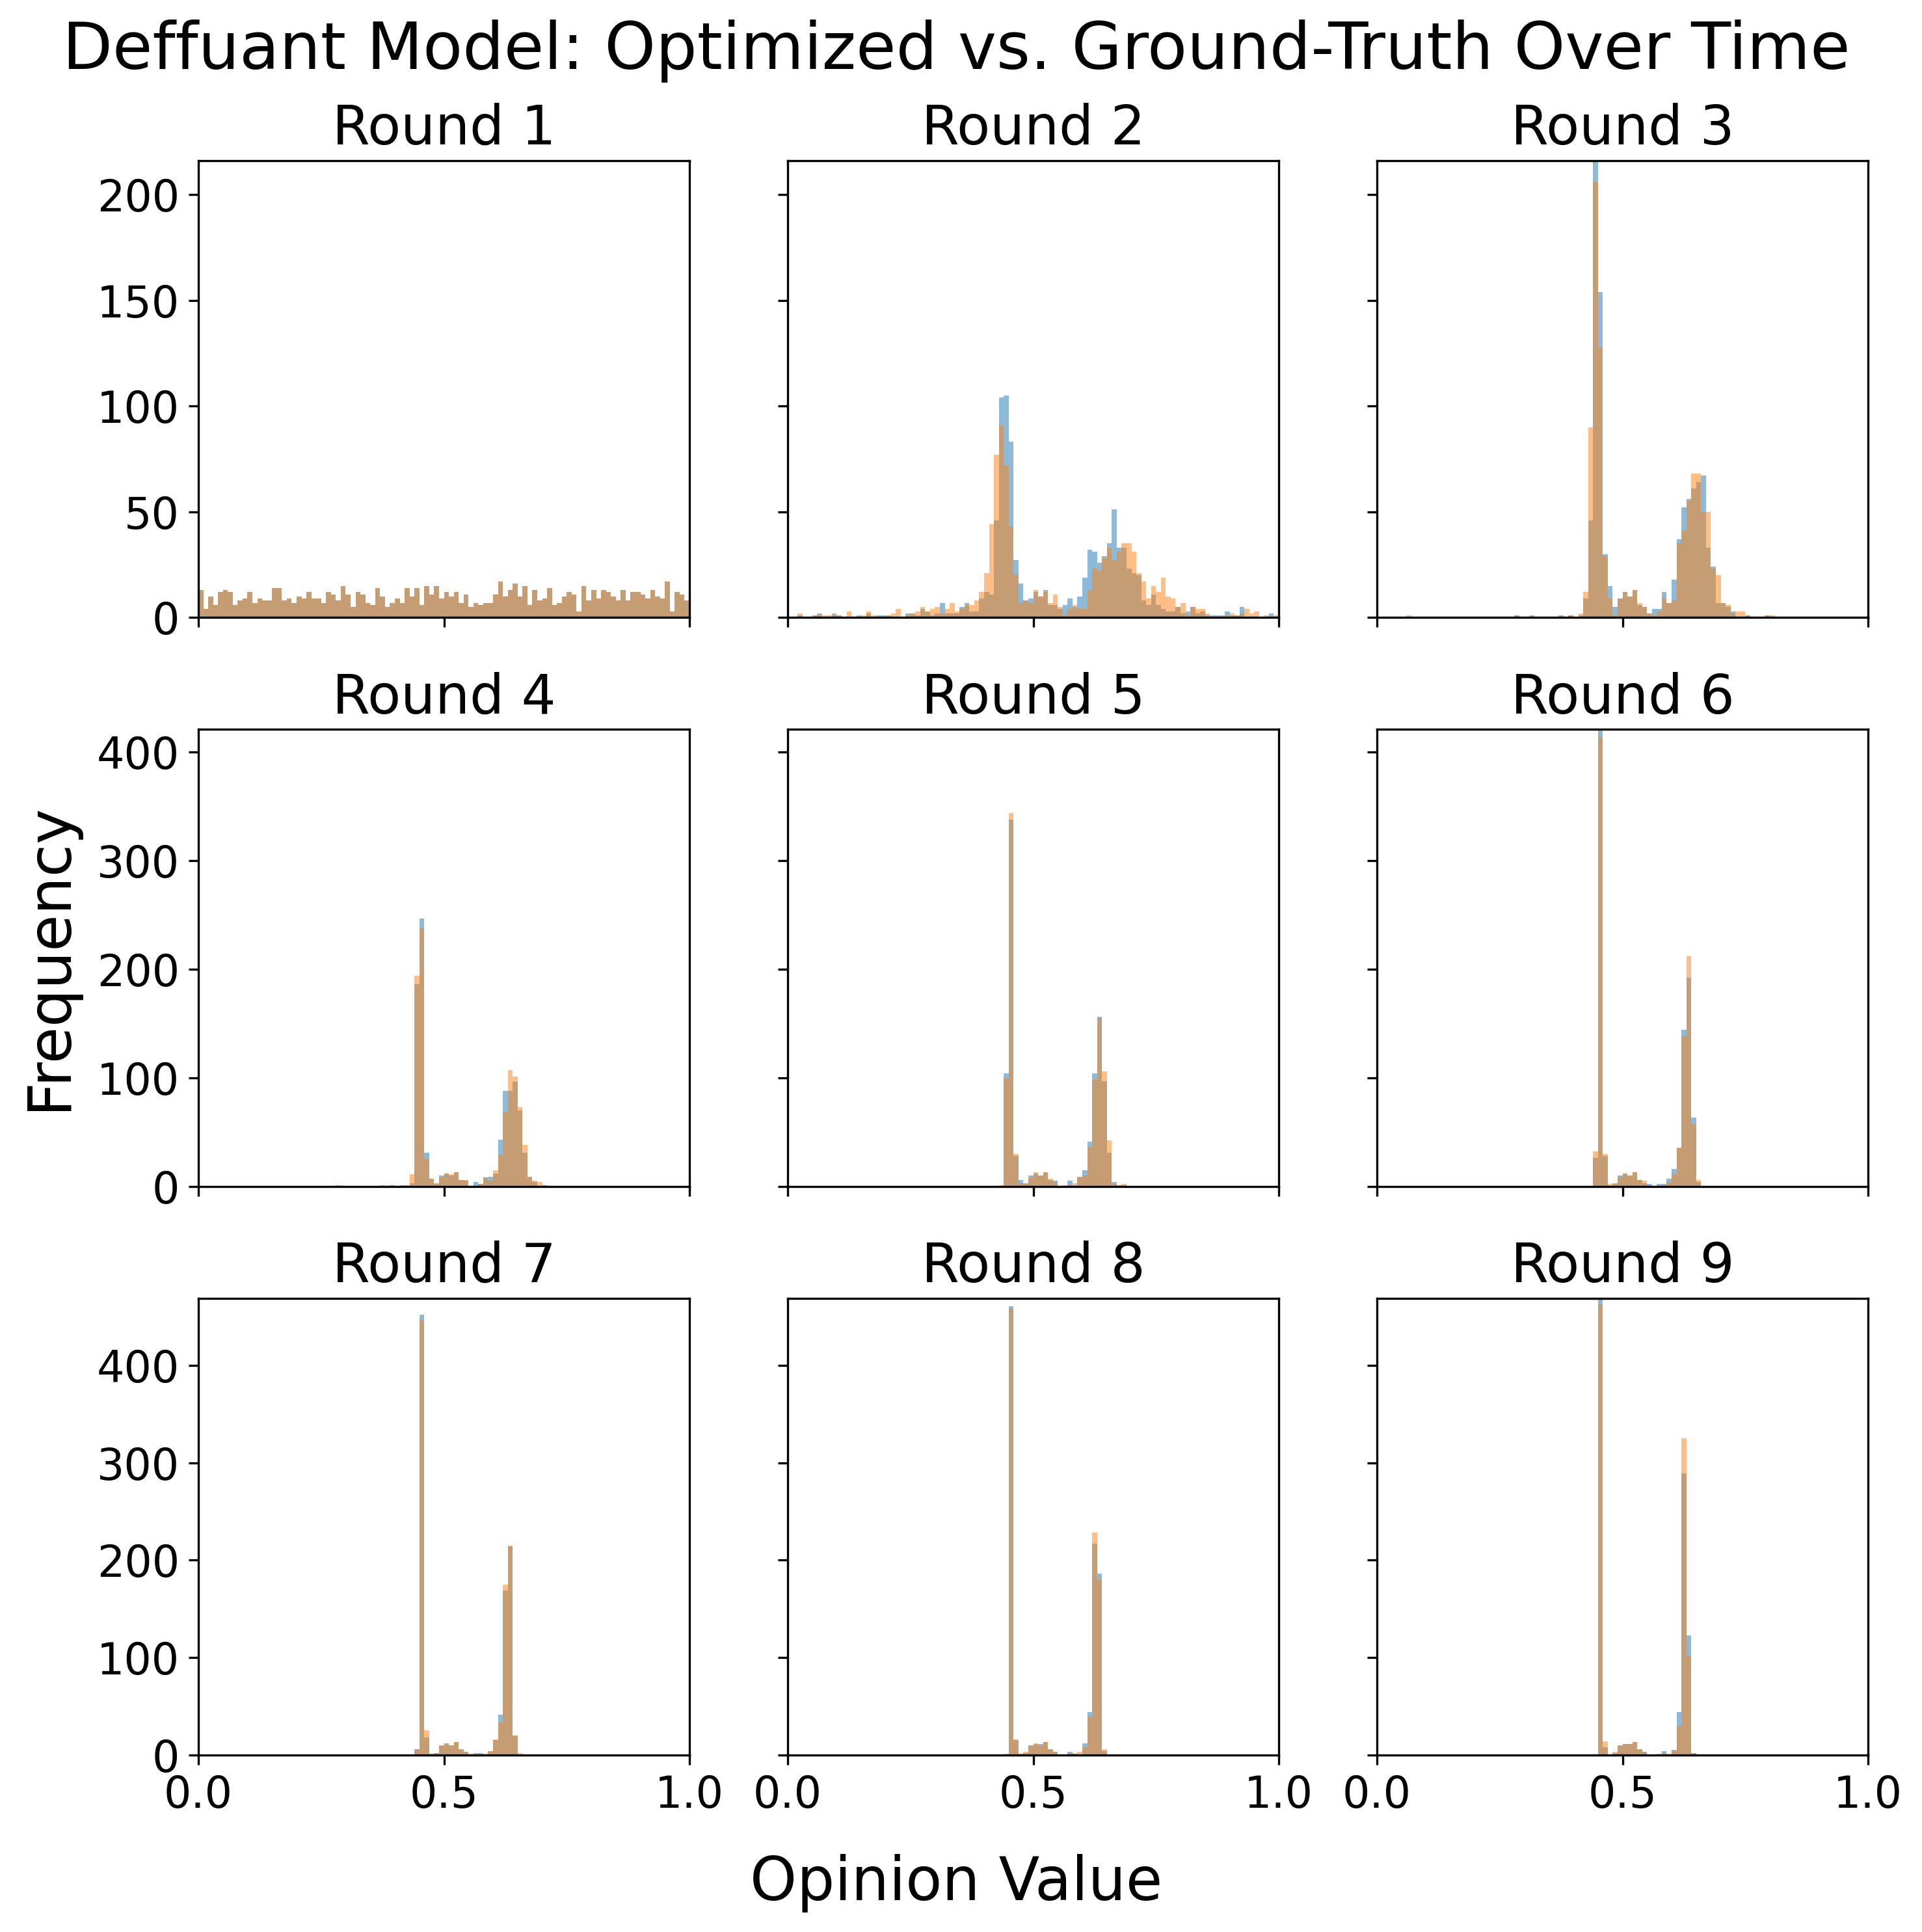 Deffuant Model: Optimized vs. Ground-Truth Over Time
Round 1
Round 2
Round 3
200
150
100
50
0
Round 4
Round 5
Round 6
400
300
200
100
0
Frequency
Round 7
Round 8
Round 9
400
300
200
100
0
0.0 0.5 1.0
0.0 0.5 1.0
0.0 0.5 1.0
Opinion Value